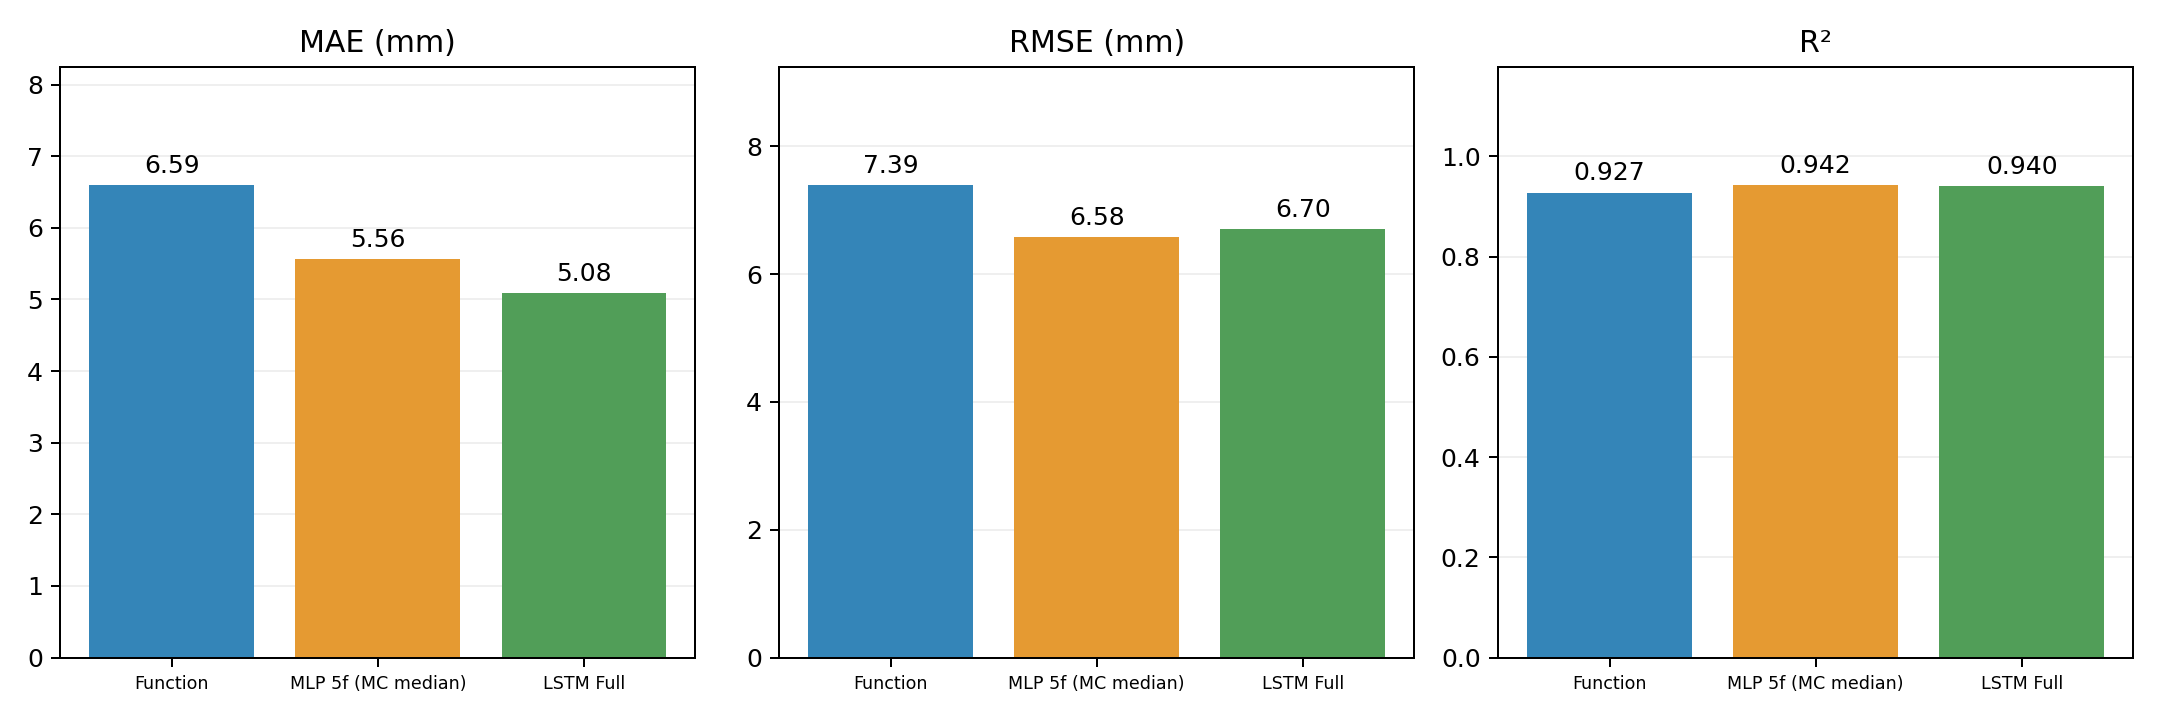 MAE (mm)
8
7
6
5
4
3
2
1
0
6.59
5.56
5.08
Function
MLP 5f (MC median)
LSTM Full
RMSE (mm)
8
6
4
2
0
7.39
6.58
6.70
Function
MLP 5f (MC median)
LSTM Full
R²
1.0
0.8
0.6
0.4
0.2
0.0
0.927
0.942
0.940
Function
MLP 5f (MC median)
LSTM Full